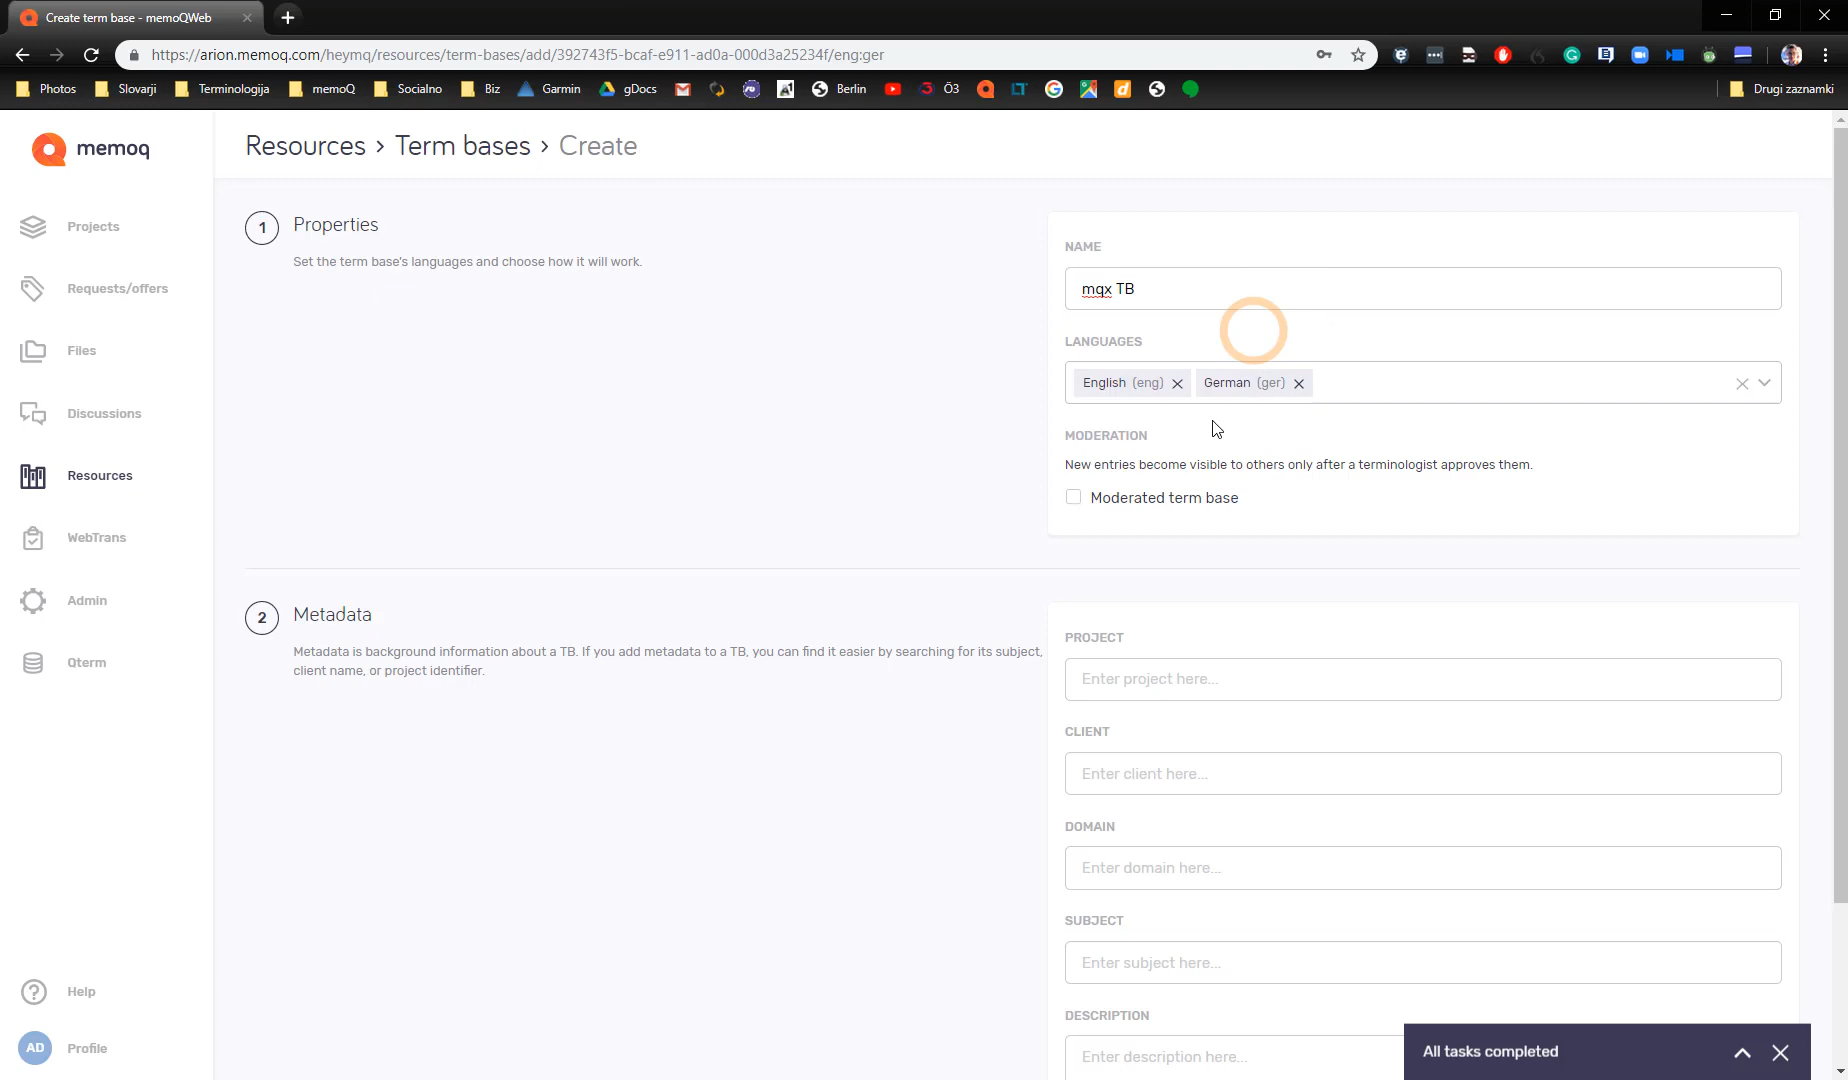 Create term base - memoQWeb
https://arion.memoq.com/heymq/resources/term-bases/add/392743f5-bcaf-e911-ad0a-000d3a25234f/eng:ger
Photos Slovarji Terminologija memoQ Socialno Biz Garmin gDocs Berlin Ö3 LT Drugi zaznamki
memoq
Resources › Term bases › Create
Projects
Requests/offers
Files
Discussions
Resources
WebTrans
Admin
Qterm
Help
AD Profile
1 Properties
Set the term base's languages and choose how it will work.
NAME
mqx TB
LANGUAGES
English (eng) German (ger)
MODERATION
New entries become visible to others only after a terminologist approves them.
Moderated term base
2 Metadata
Metadata is background information about a TB. If you add metadata to a TB, you can find it easier by searching for its subject,
client name, or project identifier.
PROJECT
Enter project here...
CLIENT
Enter client here...
DOMAIN
Enter domain here...
SUBJECT
Enter subject here...
DESCRIPTION
Enter description here...
All tasks completed